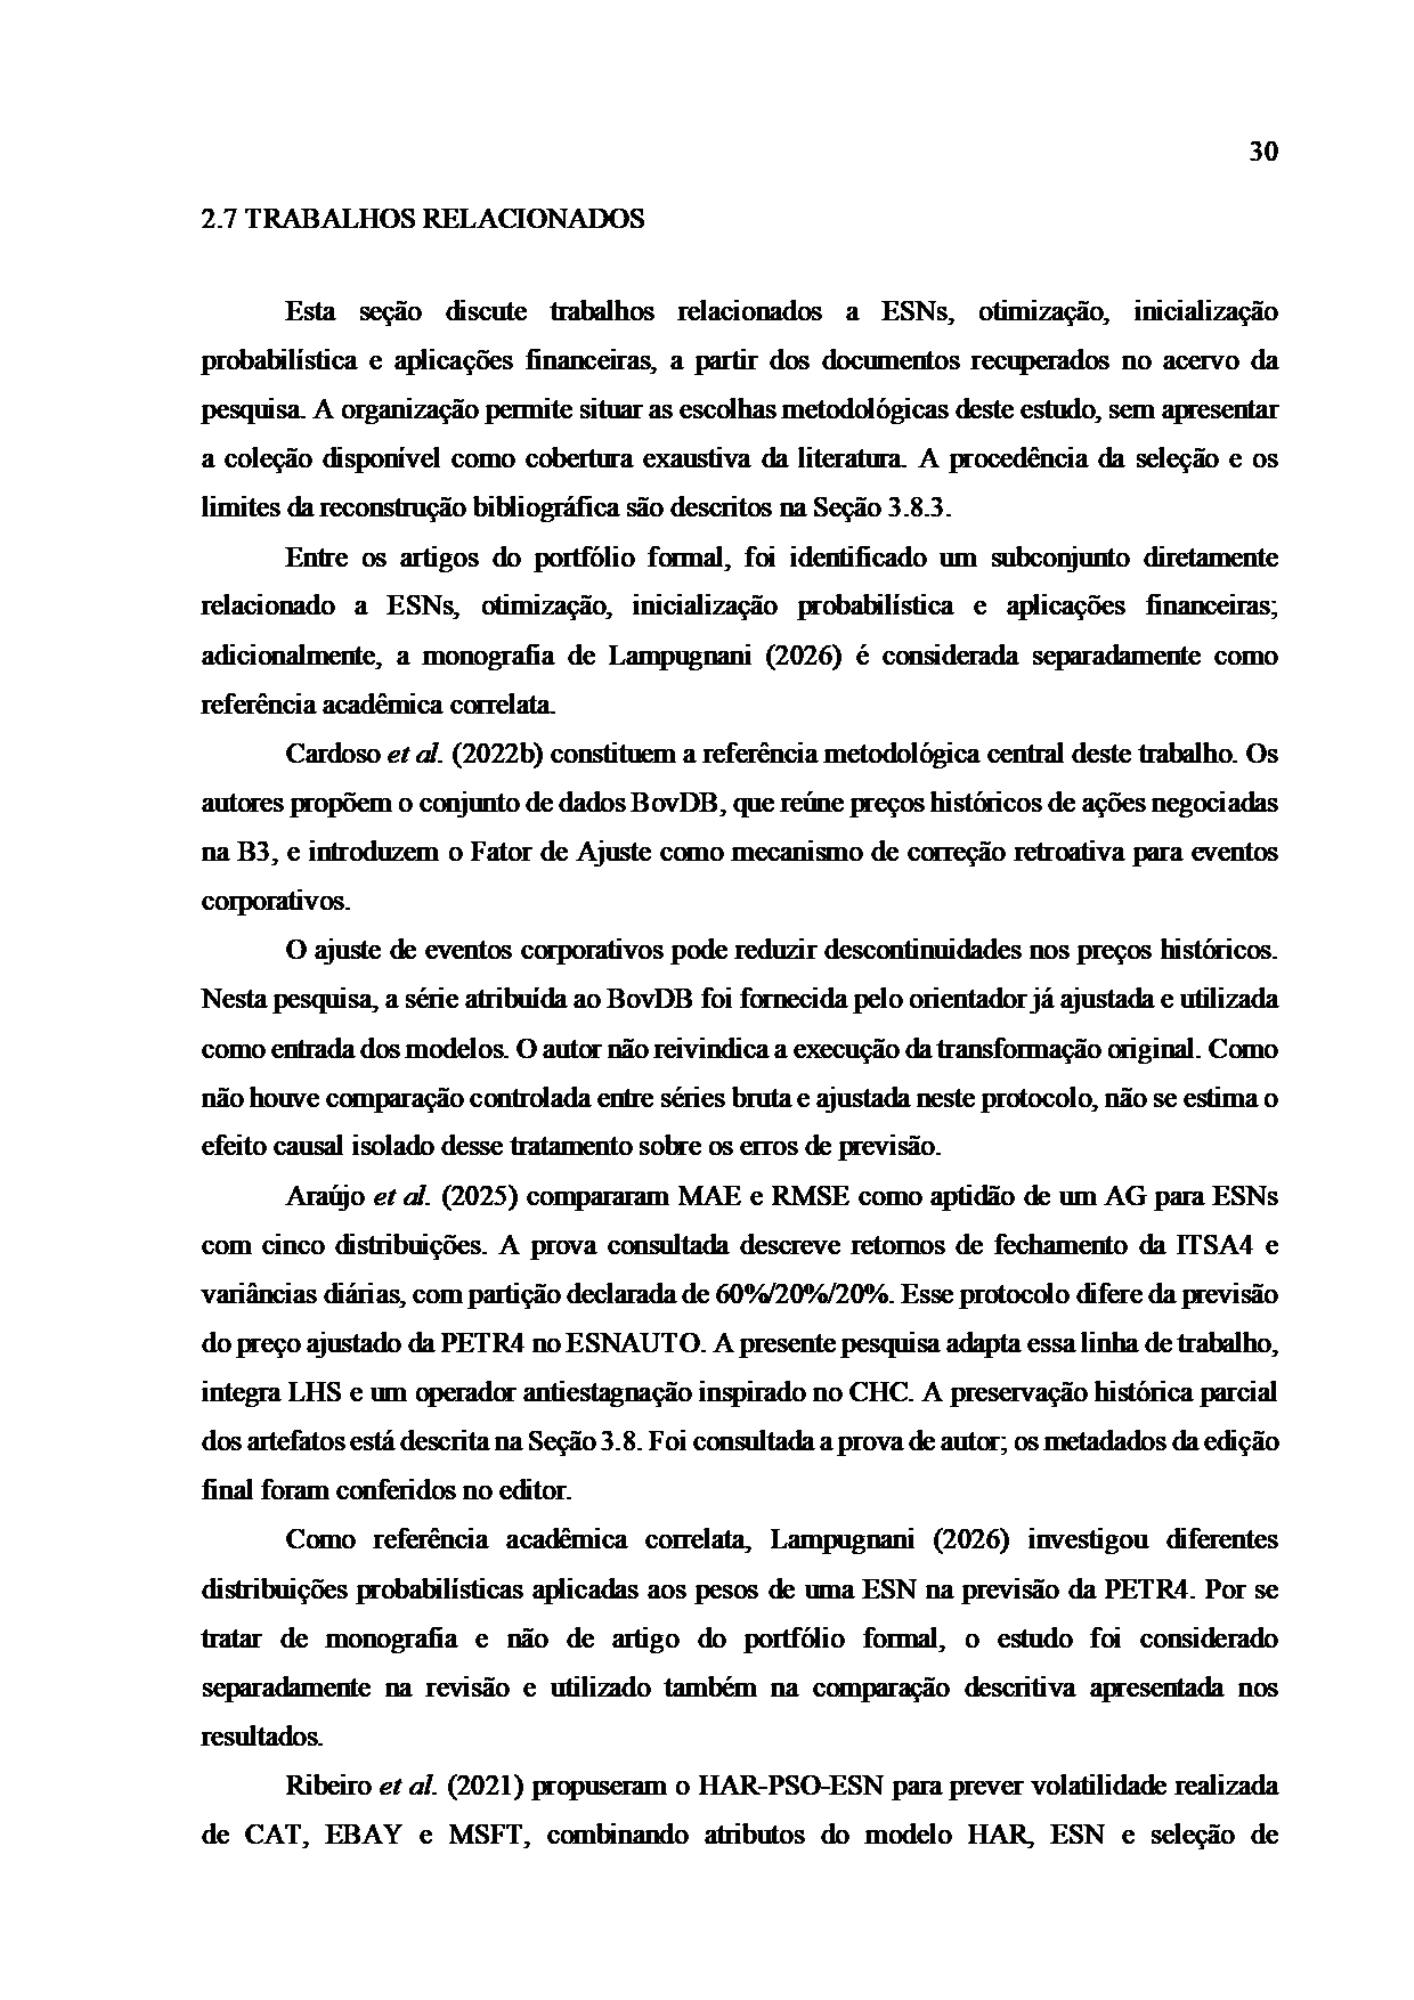 30
2.7 TRABALHOS RELACIONADOS
Esta seção discute trabalhos relacionados a ESNs, otimização, inicialização
probabilística e aplicações financeiras, a partir dos documentos recuperados no acervo da
pesquisa. A organização permite situar as escolhas metodológicas deste estudo, sem apresentar
a coleção disponível como cobertura exaustiva da literatura. A procedência da seleção e os
limites da reconstrução bibliográfica são descritos na Seção 3.8.3.
Entre os artigos do portfólio formal, foi identificado um subconjunto diretamente
relacionado a ESNs, otimização, inicialização probabilística e aplicações financeiras;
adicionalmente, a monografia de Lampugnani (2026) é considerada separadamente como
referência acadêmica correlata.
Cardoso et al. (2022b) constituem a referência metodológica central deste trabalho. Os
autores propõem o conjunto de dados BovDB, que reúne preços históricos de ações negociadas
na B3, e introduzem o Fator de Ajuste como mecanismo de correção retroativa para eventos
corporativos.
O ajuste de eventos corporativos pode reduzir descontinuidades nos preços históricos.
Nesta pesquisa, a série atribuída ao BovDB foi fornecida pelo orientador já ajustada e utilizada
como entrada dos modelos. O autor não reivindica a execução da transformação original. Como
não houve comparação controlada entre séries bruta e ajustada neste protocolo, não se estima o
efeito causal isolado desse tratamento sobre os erros de previsão.
Araújo et al. (2025) compararam MAE e RMSE como aptidão de um AG para ESNs
com cinco distribuições. A prova consultada descreve retornos de fechamento da ITSA4 e
variâncias diárias, com partição declarada de 60%/20%/20%. Esse protocolo difere da previsão
do preço ajustado da PETR4 no ESNAUTO. A presente pesquisa adapta essa linha de trabalho,
integra LHS e um operador antiestagnação inspirado no CHC. A preservação histórica parcial
dos artefatos está descrita na Seção 3.8. Foi consultada a prova de autor; os metadados da edição
final foram conferidos no editor.
Como referência acadêmica correlata, Lampugnani (2026) investigou diferentes
distribuições probabilísticas aplicadas aos pesos de uma ESN na previsão da PETR4. Por se
tratar de monografia e não de artigo do portfólio formal, o estudo foi considerado
separadamente na revisão e utilizado também na comparação descritiva apresentada nos
resultados.
Ribeiro et al. (2021) propuseram o HAR-PSO-ESN para prever volatilidade realizada
de CAT, EBAY e MSFT, combinando atributos do modelo HAR, ESN e seleção de